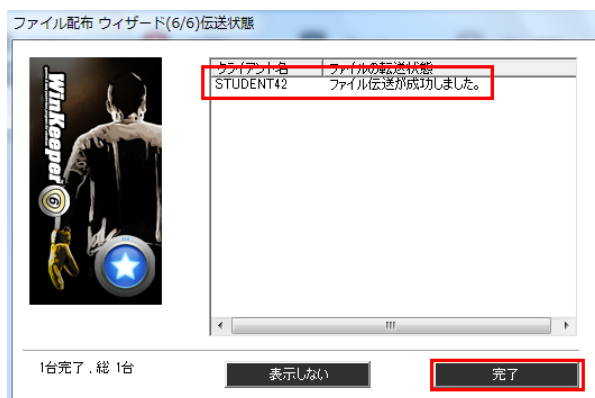 ファイル配布 ウィザード(6/6)伝送状態
クライアント名 ファイルの転送状態
STUDENT42 ファイル伝送が成功しました。
WinKeeper
6
1台完了 , 総 1台
表示しない
完了